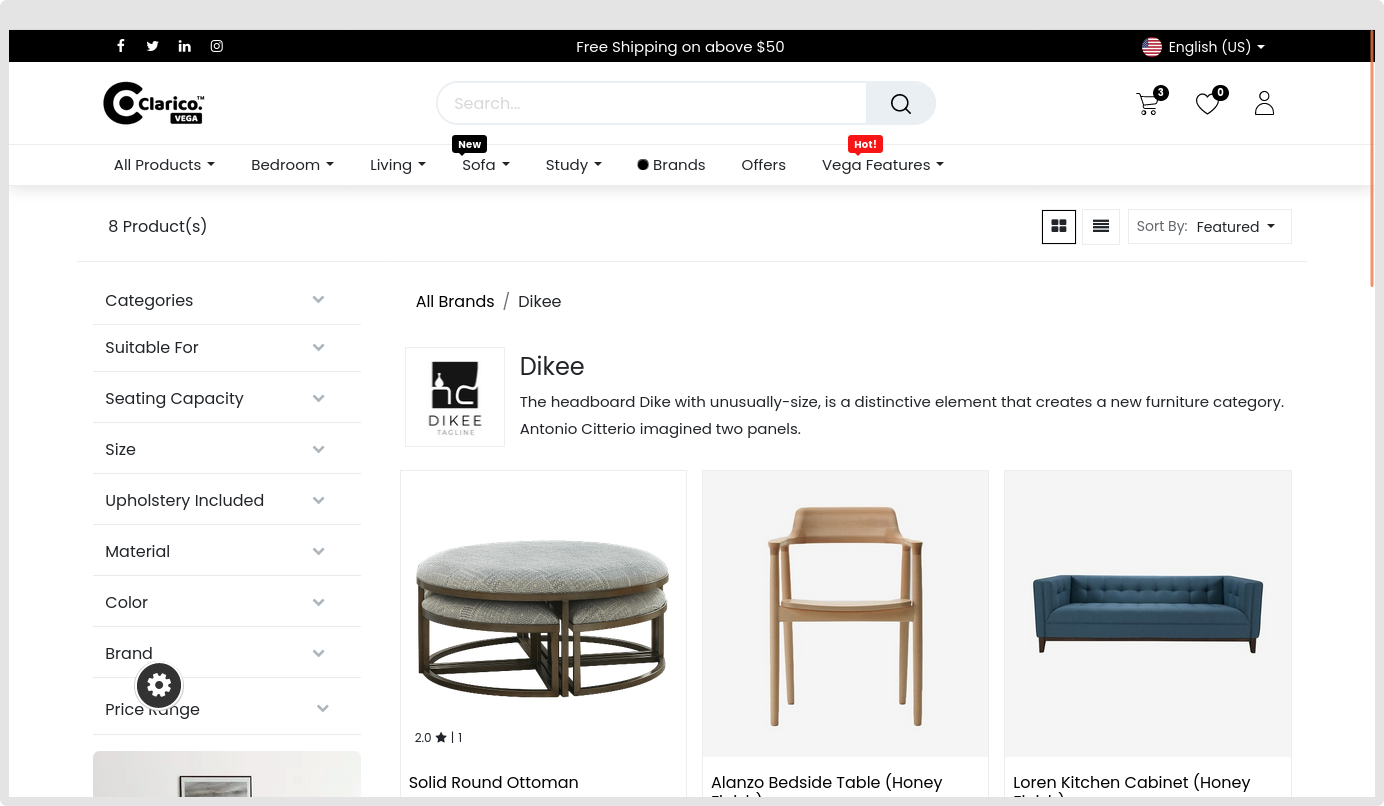 Free Shipping on above $50
English (US)
Clarico.™
VEGA
Search...
3
0
New
Hot!
All Products
Bedroom
Living
Sofa
Study
Brands
Offers
Vega Features
8 Product(s)
Sort By: Featured
Categories
Suitable For
Seating Capacity
Size
Upholstery Included
Material
Color
Brand
Price Range
All Brands / Dikee
DIKEE
TAGLINE
Dikee
The headboard Dike with unusually-size, is a distinctive element that creates a new furniture category.
Antonio Citterio imagined two panels.
2.0 ★ | 1
Solid Round Ottoman
Alanzo Bedside Table (Honey
Loren Kitchen Cabinet (Honey